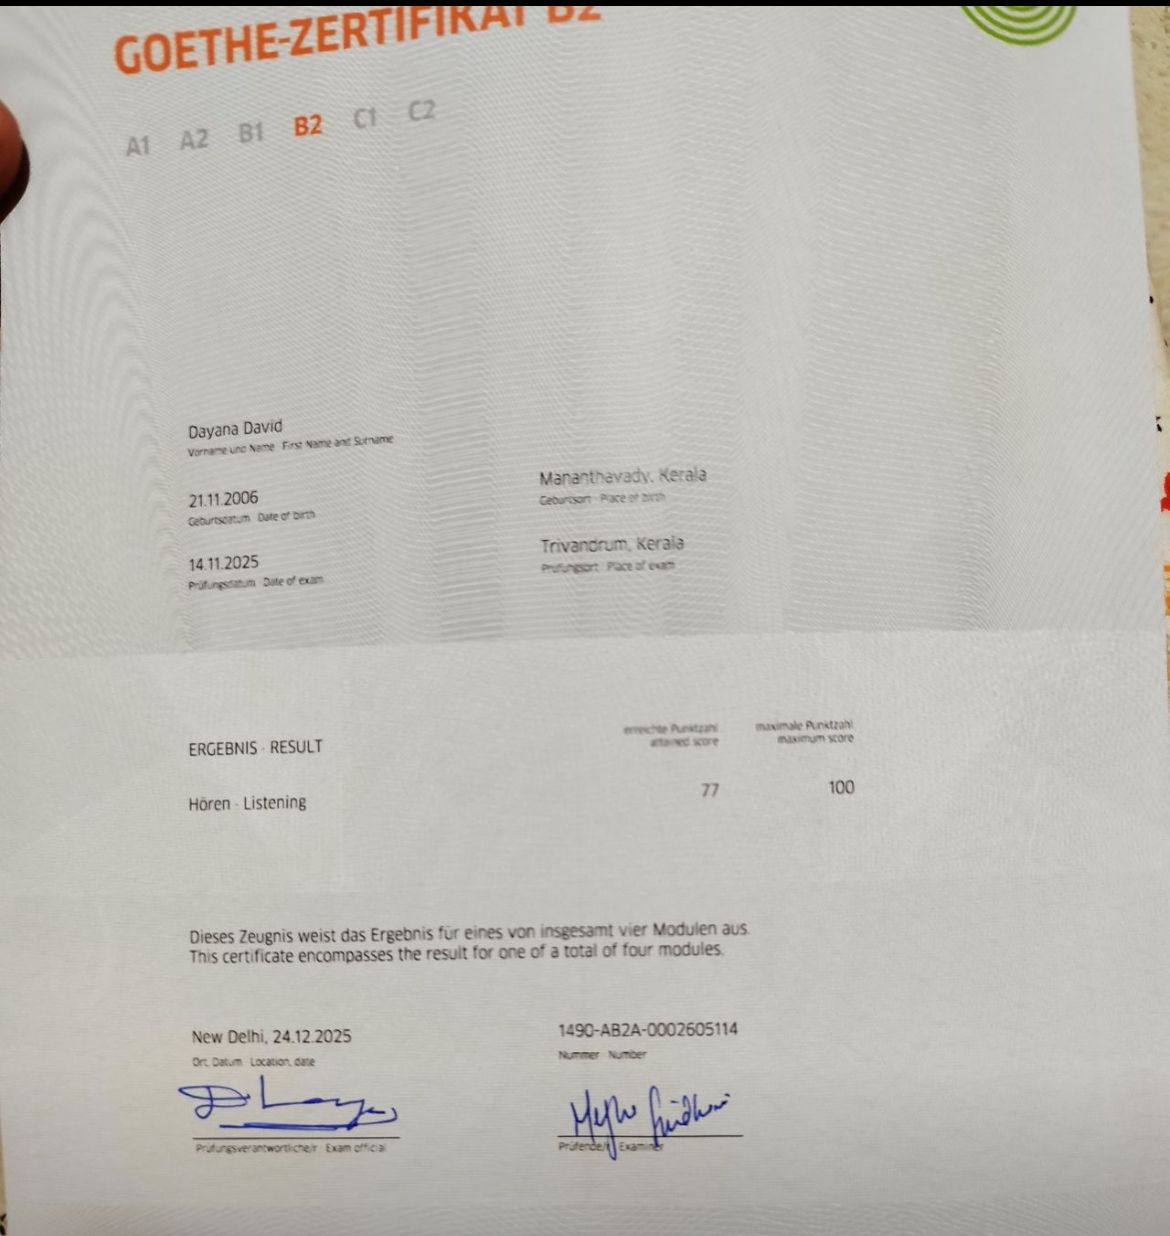 GOETHE-ZERTIFIKAT B2
A1 A2 B1 B2 C1 C2
Dayana David
Vorname und Name · First Name and Surname
21.11.2006
Geburtsdatum · Date of birth
Mananthavady, Kerala
Geburtsort · Place of birth
14.11.2025
Prüfungsdatum · Date of exam
Trivandrum, Kerala
Prüfungsort · Place of exam
ERGEBNIS · RESULT
erreichte Punktzahl
attained score
maximale Punktzahl
maximum score
Hören · Listening 77 100
Dieses Zeugnis weist das Ergebnis für eines von insgesamt vier Modulen aus.
This certificate encompasses the result for one of a total of four modules.
New Delhi, 24.12.2025
Ort, Datum · Location, date
1490-AB2A-0002605114
Nummer · Number
Prüfungsverantwortliche/r · Exam official
Prüfende/r · Examiner